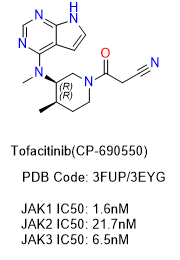 H
N
N
N
N
(R)
(R)
N
O
N
Tofacitinib(CP-690550)
PDB Code: 3FUP/3EYG
JAK1 IC50: 1.6nM
JAK2 IC50: 21.7nM
JAK3 IC50: 6.5nM